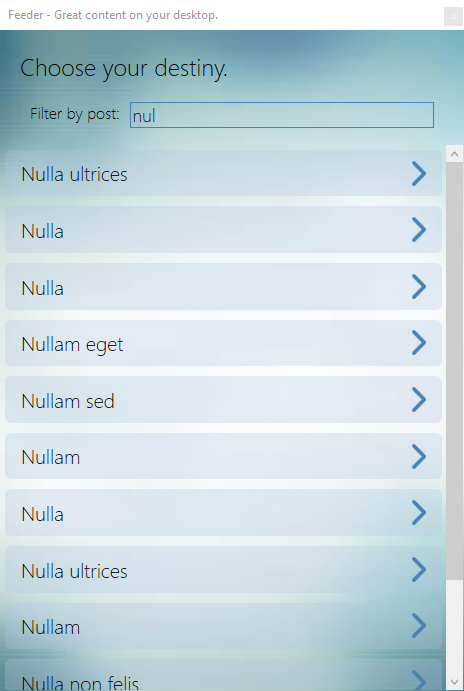 Feeder - Great content on your desktop.
Choose your destiny.
Filter by post: nul
Nulla ultrices
Nulla
Nulla
Nullam eget
Nullam sed
Nullam
Nulla
Nulla ultrices
Nullam
Nulla non felis